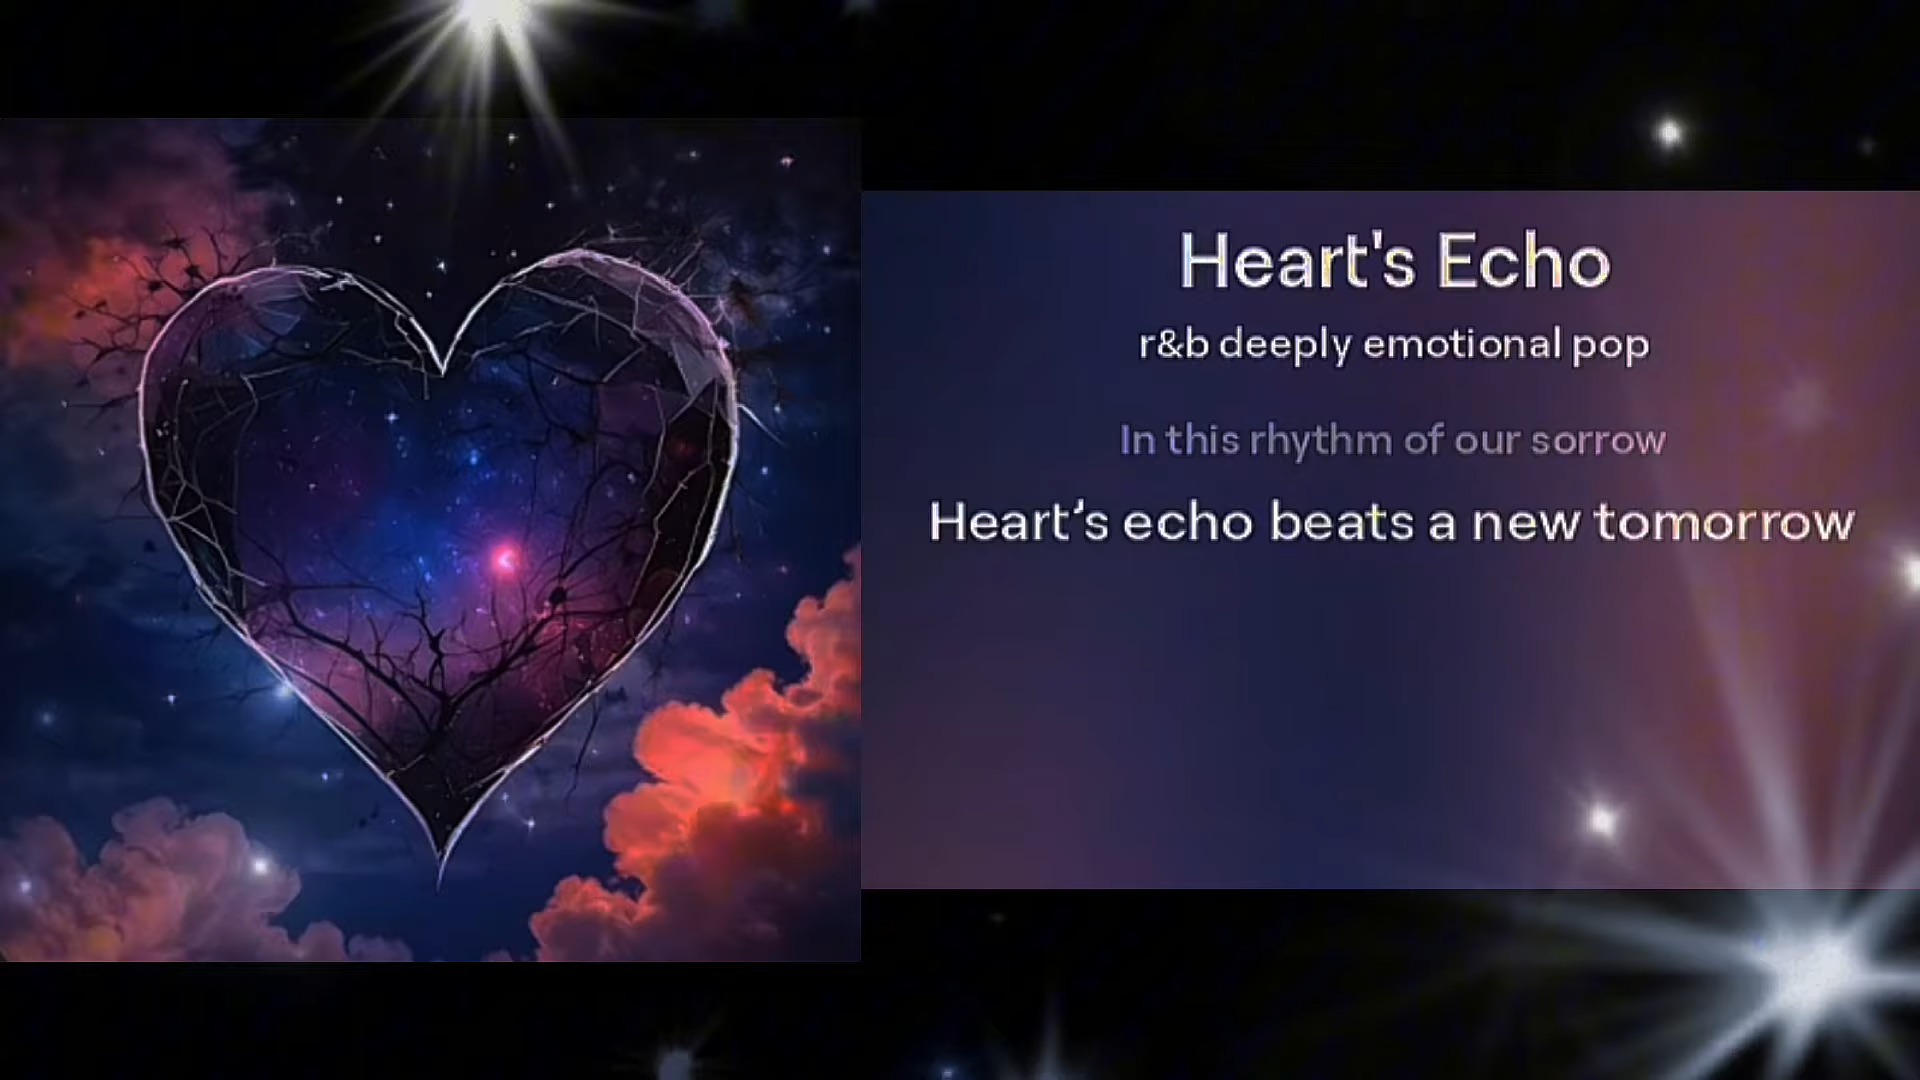 Heart's Echo
r&b deeply emotional pop
In this rhythm of our sorrow
Heart’s echo beats a new tomorrow